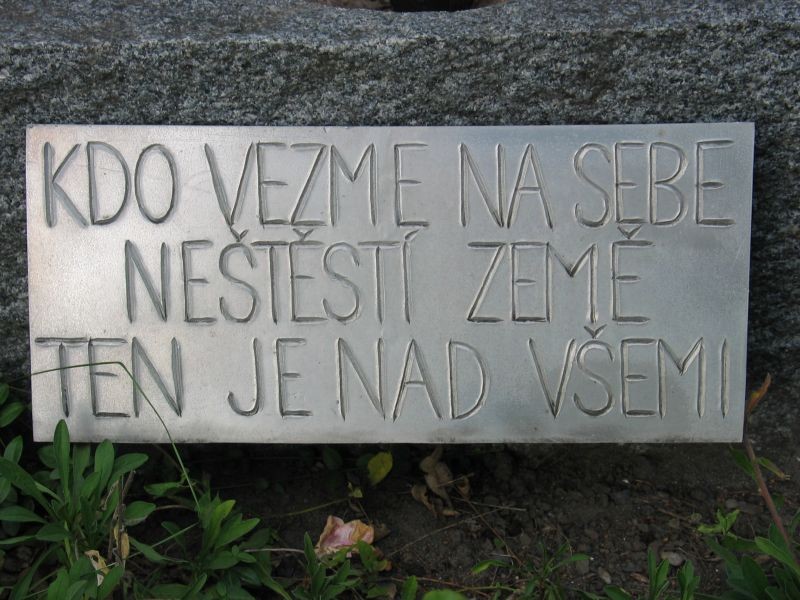 KDO VEZME NA SEBE
NEŠTĚSTÍ ZEMĚ
TEN JE NAD VŠEMI